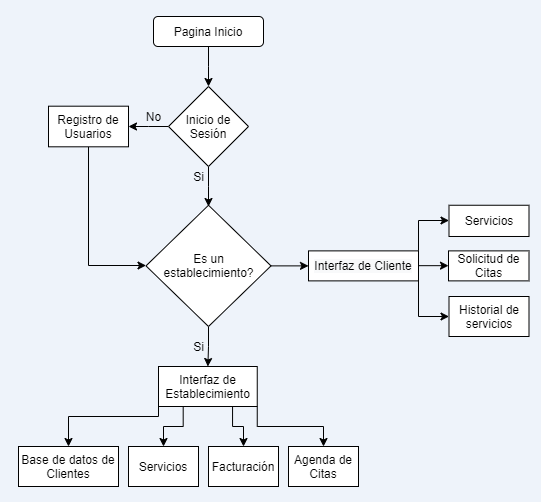 Pagina Inicio
Inicio de
Sesión
No
Registro de
Usuarios
Si
Es un
establecimiento?
Interfaz de Cliente
Servicios
Solicitud de
Citas
Historial de
servicios
Si
Interfaz de
Establecimiento
Base de datos de
Clientes
Servicios
Facturación
Agenda de
Citas